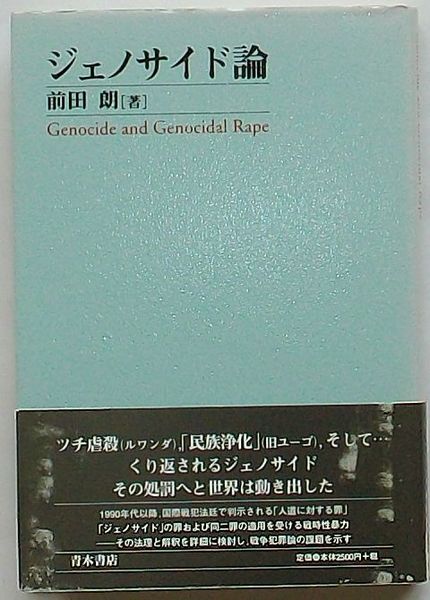 ジェノサイド論
前田 朗[著]
Genocide and Genocidal Rape
ツチ虐殺(ルワンダ),「民族浄化」(旧ユーゴ), そして…
くり返されるジェノサイド
その処罰へと世界は動き出した
1990年代以降, 国際戦犯法廷で判示される「人道に対する罪」
「ジェノサイド」の罪および同二罪の適用を受ける戦時性暴力
──その法理と解釈を詳細に検討し, 戦争犯罪論の課題を示す
青木書店 定価●本体2500円+税